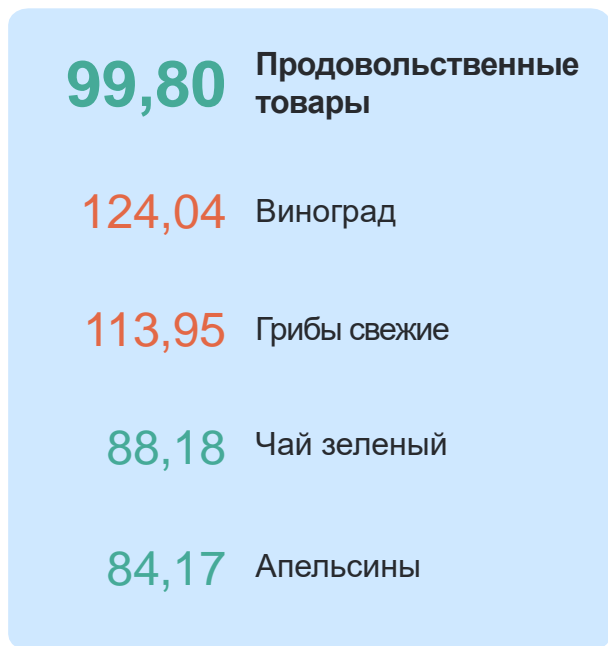 99,80 Продовольственные
товары
124,04 Виноград
113,95 Грибы свежие
88,18 Чай зеленый
84,17 Апельсины